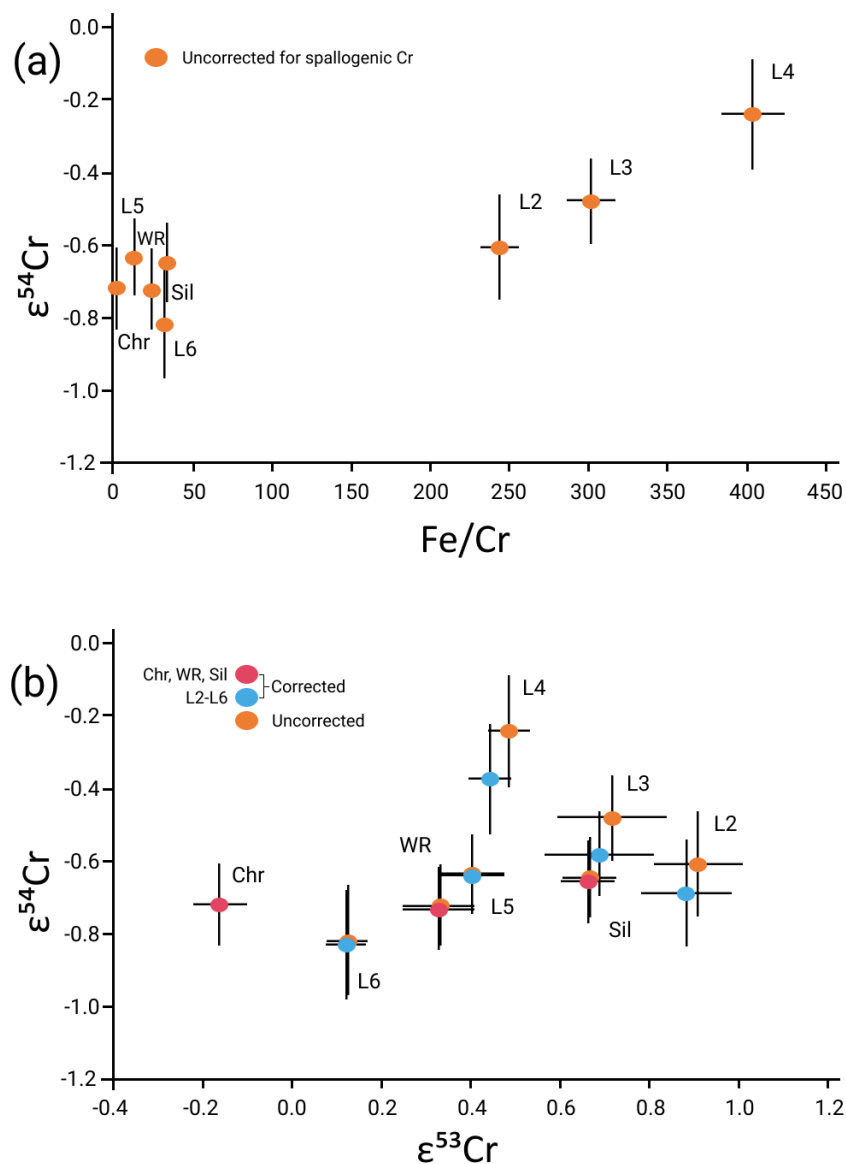 (a)
Uncorrected for spallogenic Cr
0.0
-0.2
-0.4
-0.6
-0.8
-1.0
-1.2
ε⁵⁴Cr
L4
L3
L2
L5
WR
Sil
Chr
L6
0 50 100 150 200 250 300 350 400 450
Fe/Cr
(b)
Chr, WR, Sil
L2-L6
Corrected
Uncorrected
0.0
-0.2
-0.4
-0.6
-0.8
-1.0
-1.2
ε⁵⁴Cr
L4
L3
L2
WR
Chr
L5
Sil
L6
-0.4 -0.2 0.0 0.2 0.4 0.6 0.8 1.0 1.2
ε⁵³Cr